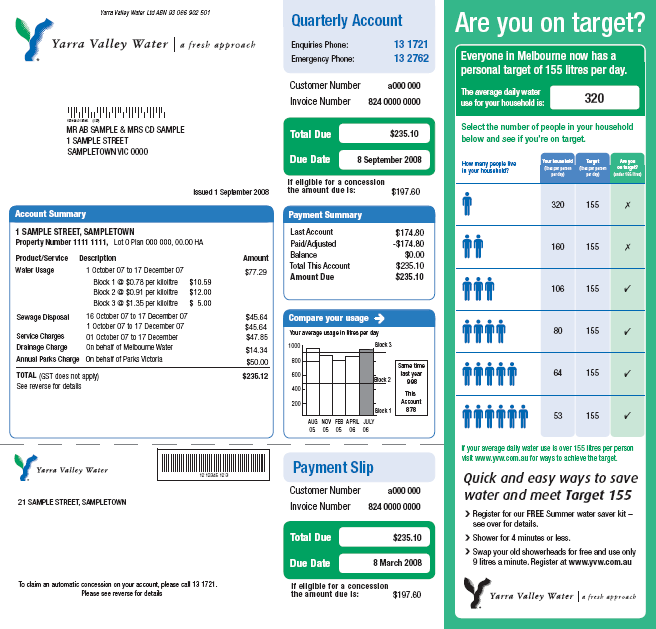 Yarra Valley Water Ltd ABN 93 066 902 501
Yarra Valley Water | a fresh approach
MR AB SAMPLE & MRS CD SAMPLE
1 SAMPLE STREET
SAMPLETOWN VIC 0000
Issued 1 September 2008
Quarterly Account
Enquiries Phone: 13 1721
Emergency Phone: 13 2762
Customer Number a000 000
Invoice Number 824 0000 0000
Total Due $235.10
Due Date 8 September 2008
If eligible for a concession
the amount due is: $197.60
Account Summary
1 SAMPLE STREET, SAMPLETOWN
Property Number 1111 1111, Lot 0 Plan 000 000, 00.00 HA
Product/Service Description Amount
Water Usage 1 October 07 to 17 December 07 $77.29
Block 1 @ $0.78 per kilolitre $10.59
Block 2 @ $0.91 per kilolitre $12.00
Block 3 @ $1.35 per kilolitre $ 5.00
Sewage Disposal 16 October 07 to 17 December 07 $45.64
1 October 07 to 17 December 07 $45.64
Service Charges 01 October 07 to 17 December $47.85
Drainage Charge On behalf of Melbourne Water $14.34
Annual Parks Charge On behalf of Parks Victoria $50.00
TOTAL (GST does not apply) $235.12
See reverse for details
Payment Summary
Last Account $174.80
Paid/Adjusted -$174.80
Balance $0.00
Total This Account $235.10
Amount Due $235.10
Compare your usage
Your average usage in litres per day
1000
800
600
400
200
Block 3
Block 2
Block 1
AUG NOV FEB APRIL JULY
05 05 06 06 06
Same time
last year
998
This
Account
878
Yarra Valley Water
21 SAMPLE STREET, SAMPLETOWN
To claim an automatic concession on your account, please call 13 1721.
Please see reverse for details
Payment Slip
Customer Number a000 000
Invoice Number 824 0000 0000
Total Due $235.10
Due Date 8 March 2008
If eligible for a concession
the amount due is: $197.60
Are you on target?
Everyone in Melbourne now has a
personal target of 155 litres per day.
The average daily water
use for your household is: 320
Select the number of people in your household
below and see if you're on target.
How many people live
in your household?
Your household
(litres per person
per day)
Target
(litres per person
per day)
Are you
on target?
(under 155 litres)
320 155 ✗
160 155 ✗
106 155 ✓
80 155 ✓
64 155 ✓
53 155 ✓
If your average daily water use is over 155 litres per person
visit www.yvw.com.au for ways to achieve the target.
Quick and easy ways to save
water and meet Target 155
Register for our FREE Summer water saver kit –
see over for details.
Shower for 4 minutes or less.
Swap your old showerheads for free and use only
9 litres a minute. Register at www.yvw.com.au
Yarra Valley Water | a fresh approach